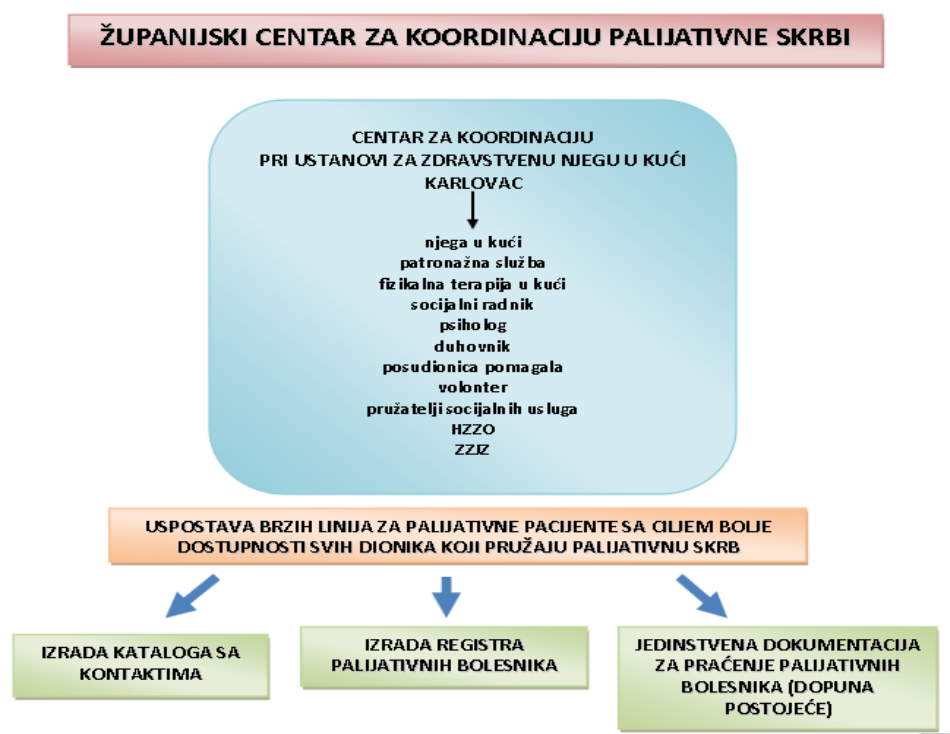 ŽUPANIJSKI CENTAR ZA KOORDINACIJU PALIJATIVNE SKRBI
CENTAR ZA KOORDINACIJU
PRI USTANOVI ZA ZDRAVSTVENU NJEGU U KUĆI
KARLOVAC
njega u kući
patronažna služba
fizikalna terapija u kući
socijalni radnik
psiholog
duhovnik
posudionica pomagala
volonter
pružatelji socijalnih usluga
HZZO
ZZJZ
USPOSTAVA BRZIH LINIJA ZA PALIJATIVNE PACIJENTE SA CILJEM BOLJE
DOSTUPNOSTI SVIH DIONIKA KOJI PRUŽAJU PALIJATIVNU SKRB
IZRADA KATALOGA SA
KONTAKTIMA
IZRADA REGISTRA
PALIJATIVNIH BOLESNIKA
JEDINSTVENA DOKUMENTACIJA
ZA PRAĆENJE PALIJATIVNIH
BOLESNIKA (DOPUNA
POSTOJEĆE)